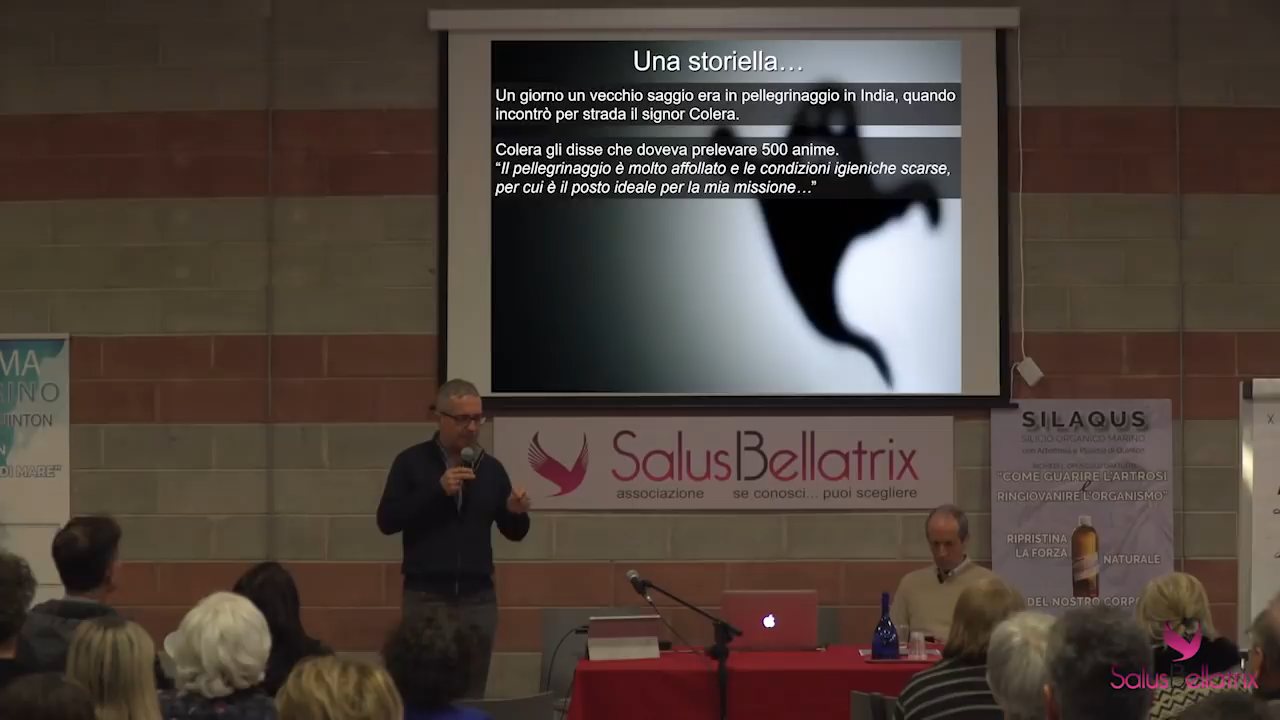 Una storiella…
Un giorno un vecchio saggio era in pellegrinaggio in India, quando
incontrò per strada il signor Colera.
Colera gli disse che doveva prelevare 500 anime.
“Il pellegrinaggio è molto affollato e le condizioni igieniche scarse,
per cui è il posto ideale per la mia missione…”
MA
RINO
UINTON
N
DI MARE"
SalusBellatrix
associazione se conosci... puoi scegliere
SILAQUS
SILICIO ORGANICO MARINO
"COME GUARIRE L'ARTROSI
e
RINGIOVANIRE L'ORGANISMO"
RIPRISTINA
LA FORZA
NATURALE
DEL NOSTRO CORPO
SalusBellatrix